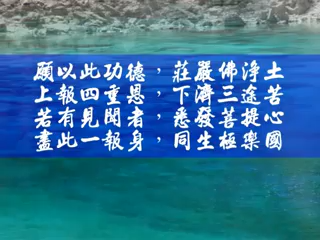 願以此功德，莊嚴佛淨土
上報四重恩，下濟三途苦
若有見聞者，悉發菩提心
盡此一報身，同生極樂國